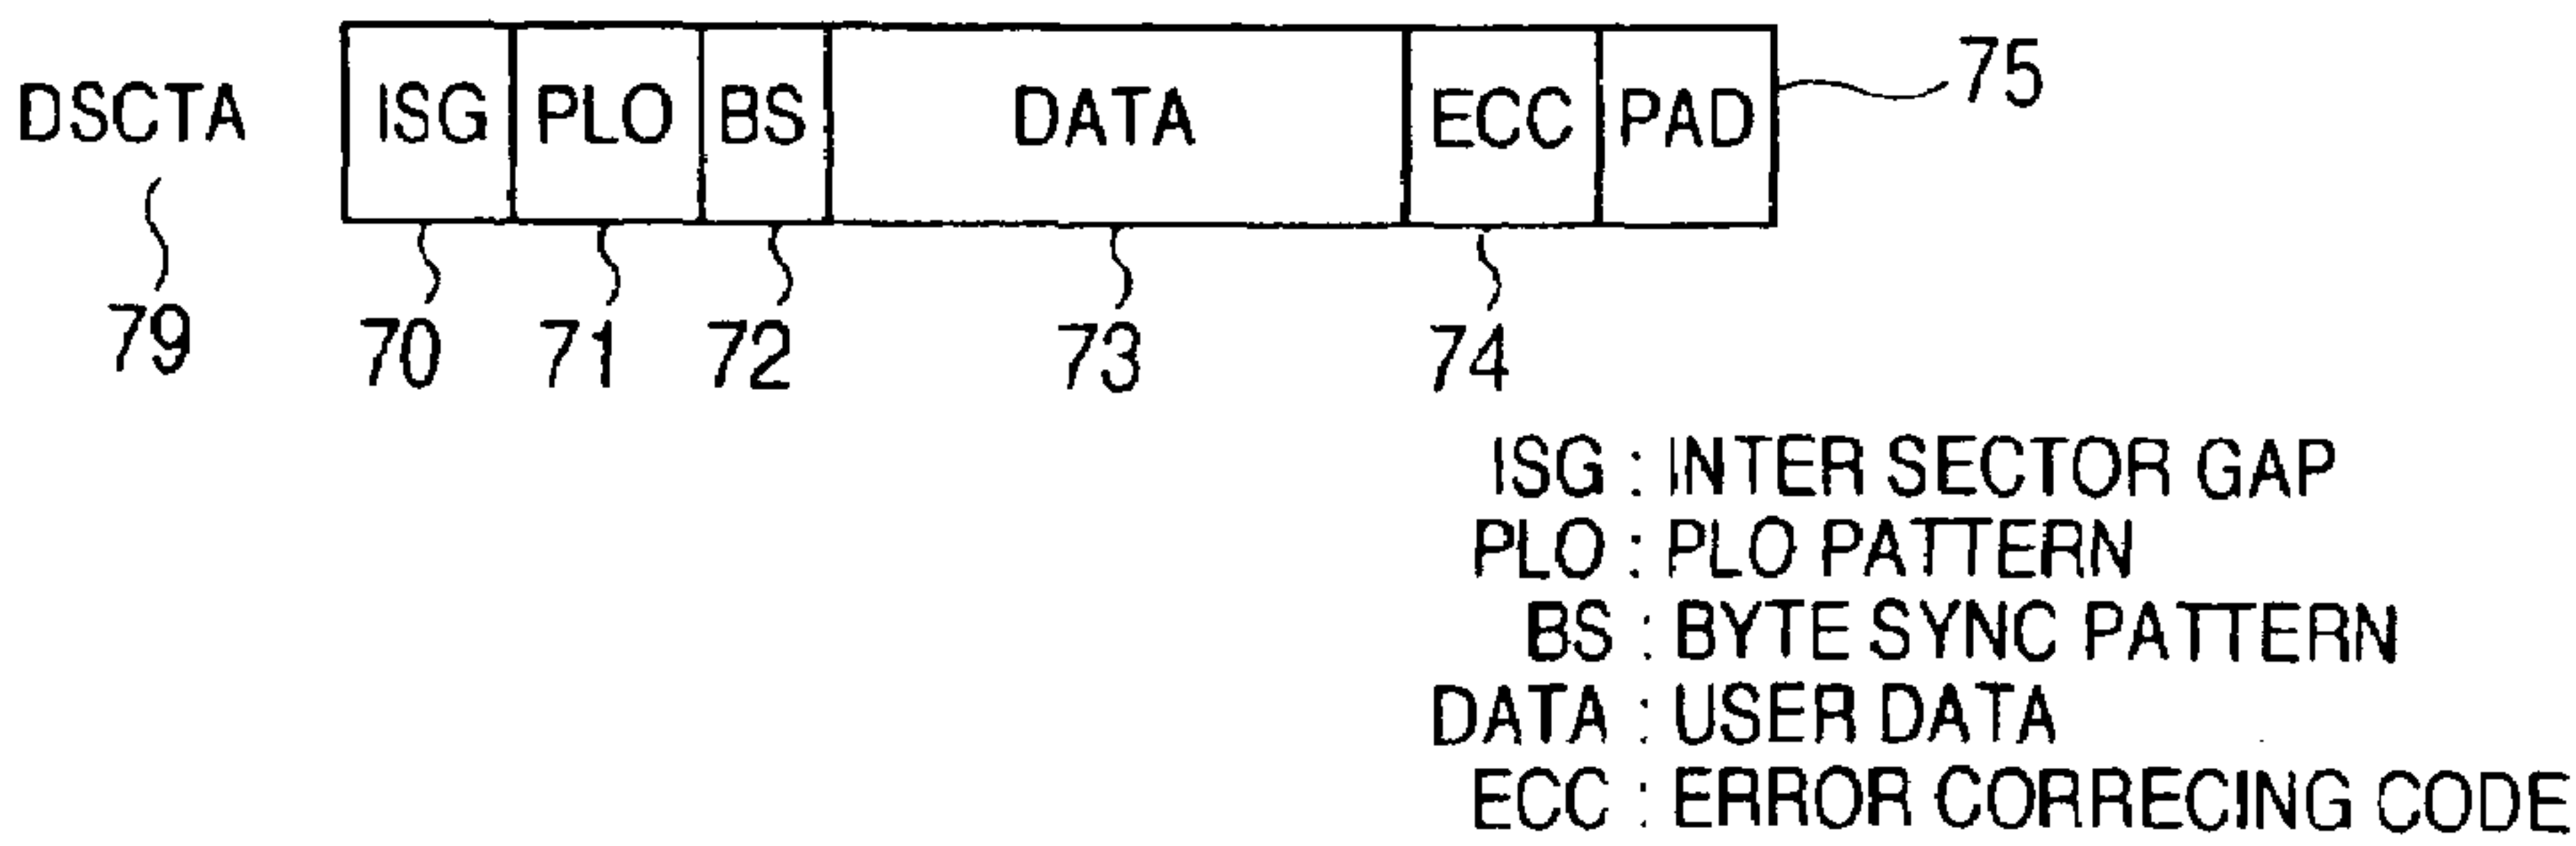 DSCTA ISG PLO BS DATA ECC PAD 75
79 70 71 72 73 74
ISG : INTER SECTOR GAP
PLO : PLO PATTERN
BS : BYTE SYNC PATTERN
DATA : USER DATA
ECC : ERROR CORRECING CODE